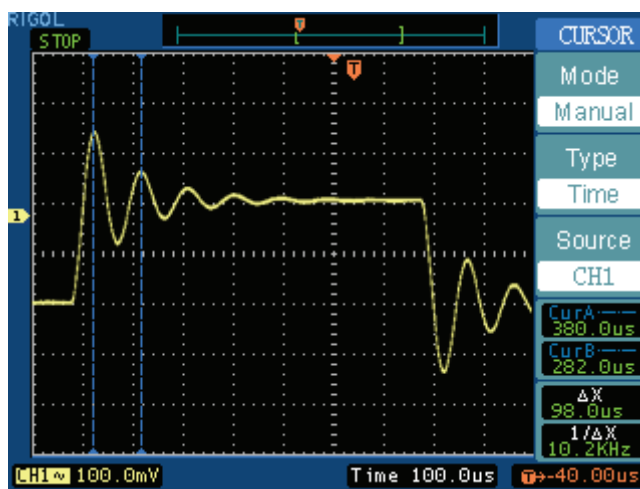 RIGOL
STOP
T
T
CURSOR
Mode
Manual
Type
Time
Source
CH1
1
CurA:
380.0us
CurB:
282.0us
ΔX
98.0us
1/ΔX
10.2KHz
CH1~ 100.0mV
Time 100.0us
T→-40.00us